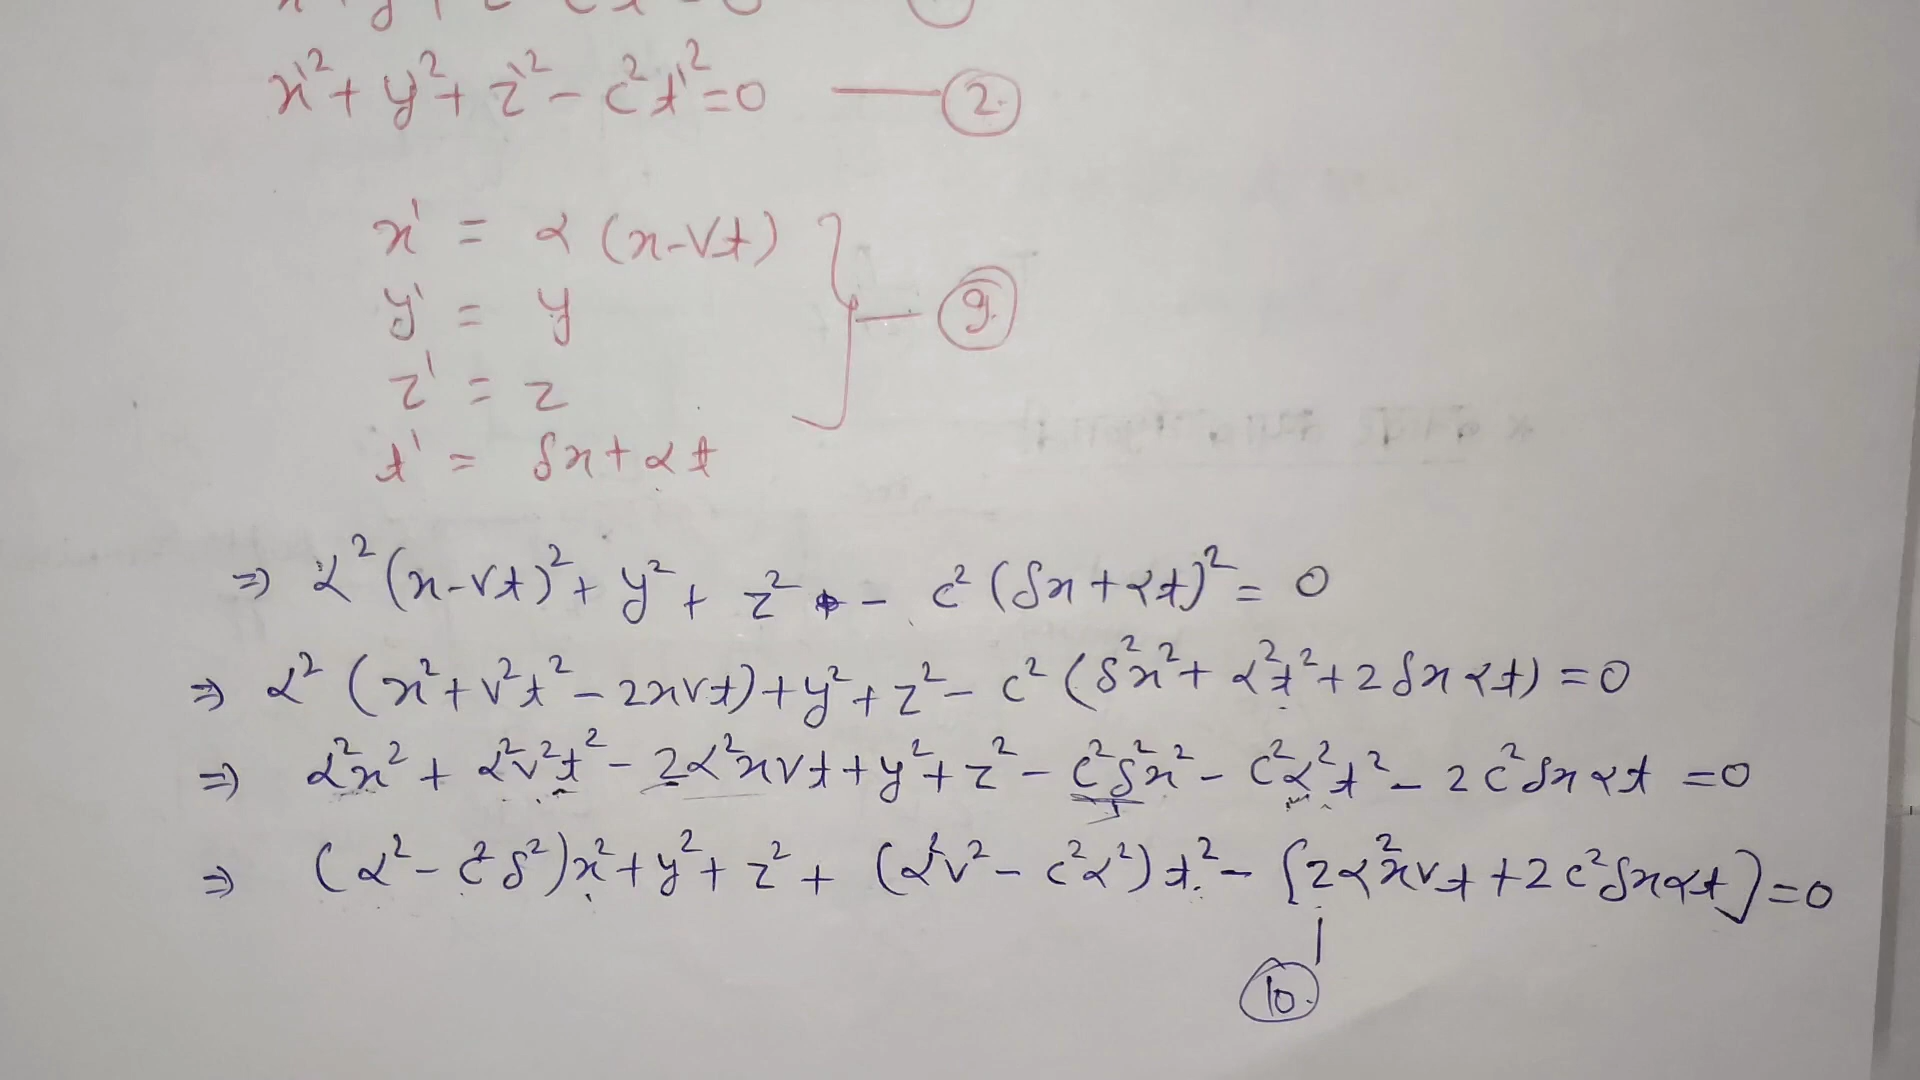 x'² + y'² + z'² - c²t'² = 0 —— (2.)
x' = α (x-vt)
y' = y
z' = z
t' = δx + αt
} — (9.)
⇒ α² (x-vt)² + y² + z² - c² (δx + αt)² = 0
⇒ α² (x² + v²t² - 2xvt) + y² + z² - c² (δ²x² + α²t² + 2δxαt) = 0
⇒ α²x² + α²v²t² - 2α²xvt + y² + z² - c²δ²x² - c²α²t² - 2c²δxαt = 0
⇒ (α² - c²δ²)x² + y² + z² + (α²v² - c²α²)t² - [2α²xvt + 2c²δxαt] = 0
(10.)